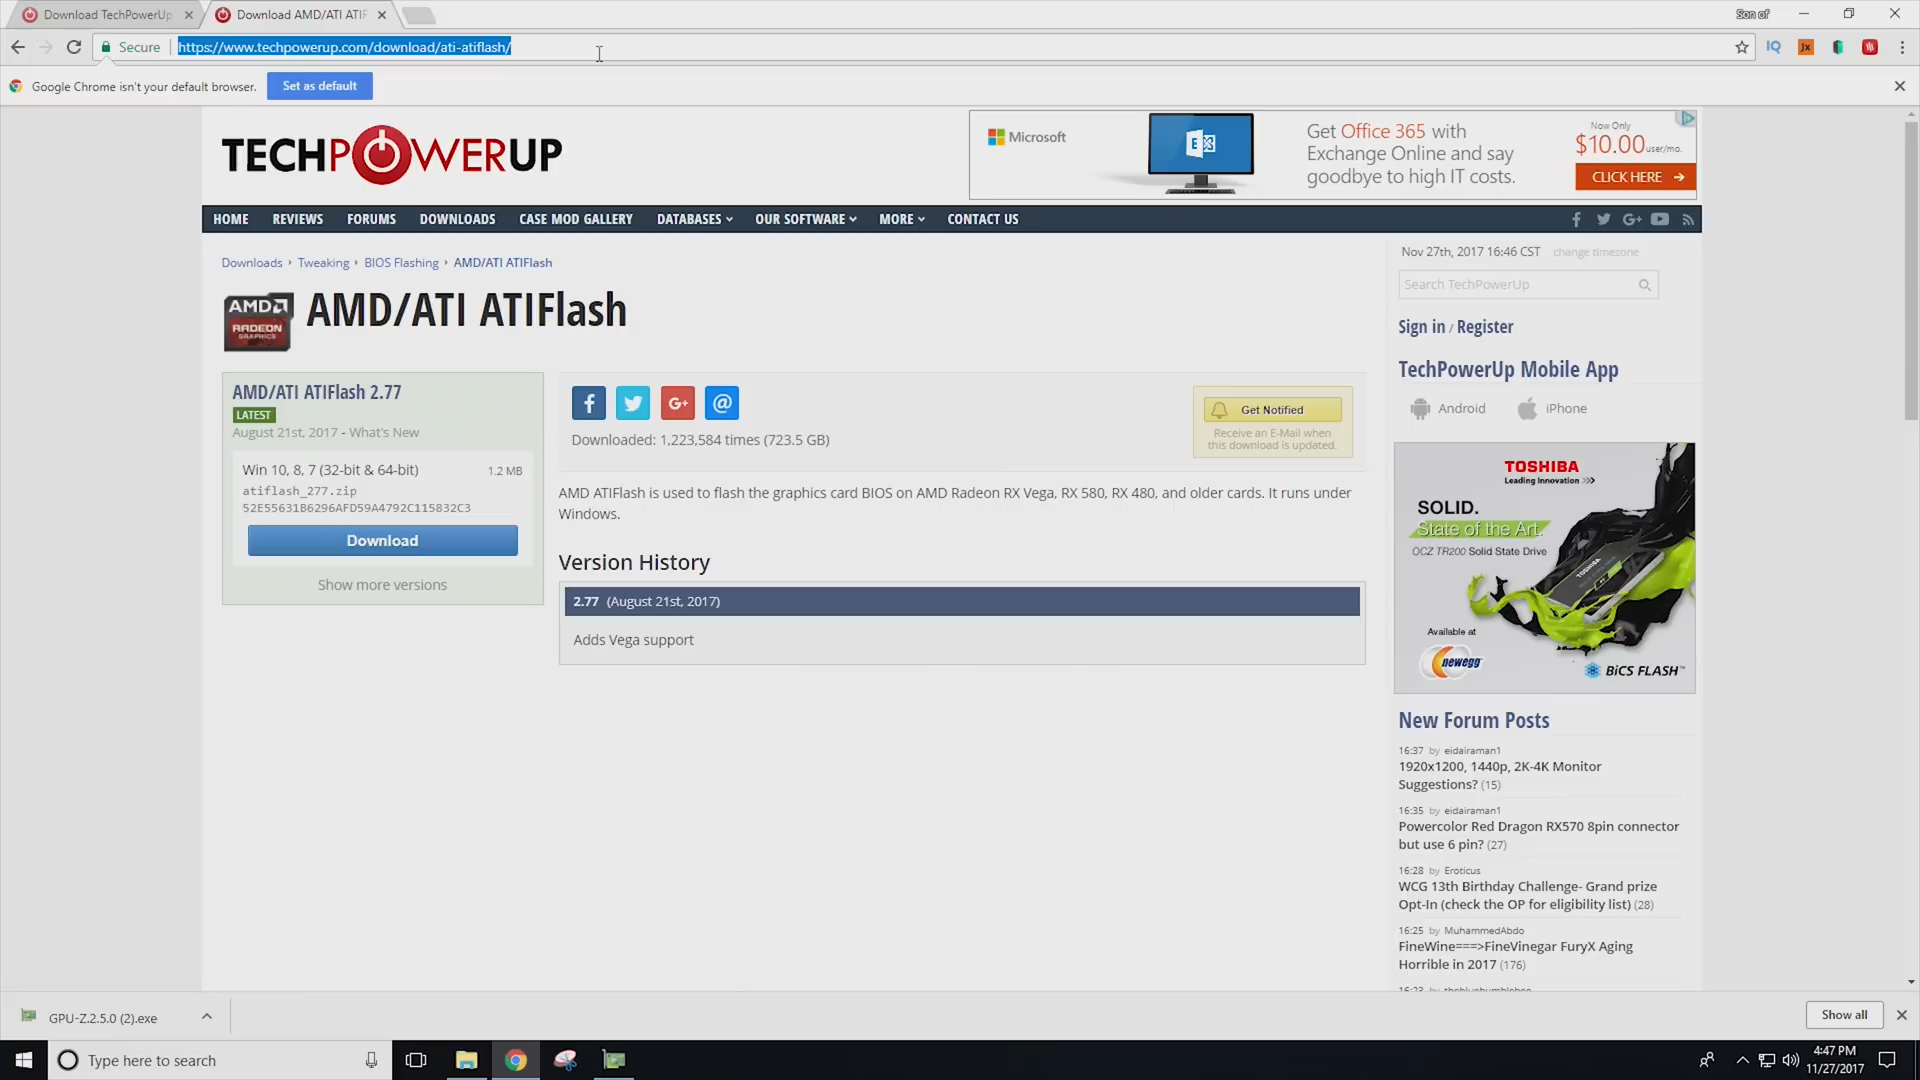 Download TechPowerUp
Download AMD/ATI ATIF
Son of
Secure
https://www.techpowerup.com/download/ati-atiflash/
Google Chrome isn't your default browser.
Set as default
TECHPOWERUP
Microsoft
Get Office 365 with
Exchange Online and say
goodbye to high IT costs.
Now Only
$10.00 user/mo.
CLICK HERE
HOME
REVIEWS
FORUMS
DOWNLOADS
CASE MOD GALLERY
DATABASES
OUR SOFTWARE
MORE
CONTACT US
Downloads
Tweaking
BIOS Flashing
AMD/ATI ATIFlash
Nov 27th, 2017 16:46 CST
change timezone
Search TechPowerUp
AMD
RADEON
GRAPHICS
AMD/ATI ATIFlash
Sign in / Register
TechPowerUp Mobile App
Android
iPhone
AMD/ATI ATIFlash 2.77
LATEST
August 21st, 2017 - What's New
Win 10, 8, 7 (32-bit & 64-bit)
1.2 MB
atiflash_277.zip
52E55631B6296AFD59A4792C115832C3
Download
Show more versions
Downloaded: 1,223,584 times (723.5 GB)
Get Notified
Receive an E-Mail when
this download is updated.
AMD ATIFlash is used to flash the graphics card BIOS on AMD Radeon RX Vega, RX 580, RX 480, and older cards. It runs under
Windows.
Version History
2.77 (August 21st, 2017)
Adds Vega support
TOSHIBA
Leading Innovation >>>
SOLID.
State of the Art.
OCZ TR200 Solid State Drive
Available at
newegg
BiCS FLASH™
New Forum Posts
16:37 by eidairaman1
1920x1200, 1440p, 2K-4K Monitor
Suggestions? (15)
16:35 by eidairaman1
Powercolor Red Dragon RX570 8pin connector
but use 6 pin? (27)
16:28 by Eroticus
WCG 13th Birthday Challenge- Grand prize
Opt-In (check the OP for eligibility list) (28)
16:25 by MuhammedAbdo
FineWine===>FineVinegar FuryX Aging
Horrible in 2017 (176)
GPU-Z.2.5.0 (2).exe
Show all
Type here to search
4:47 PM
11/27/2017